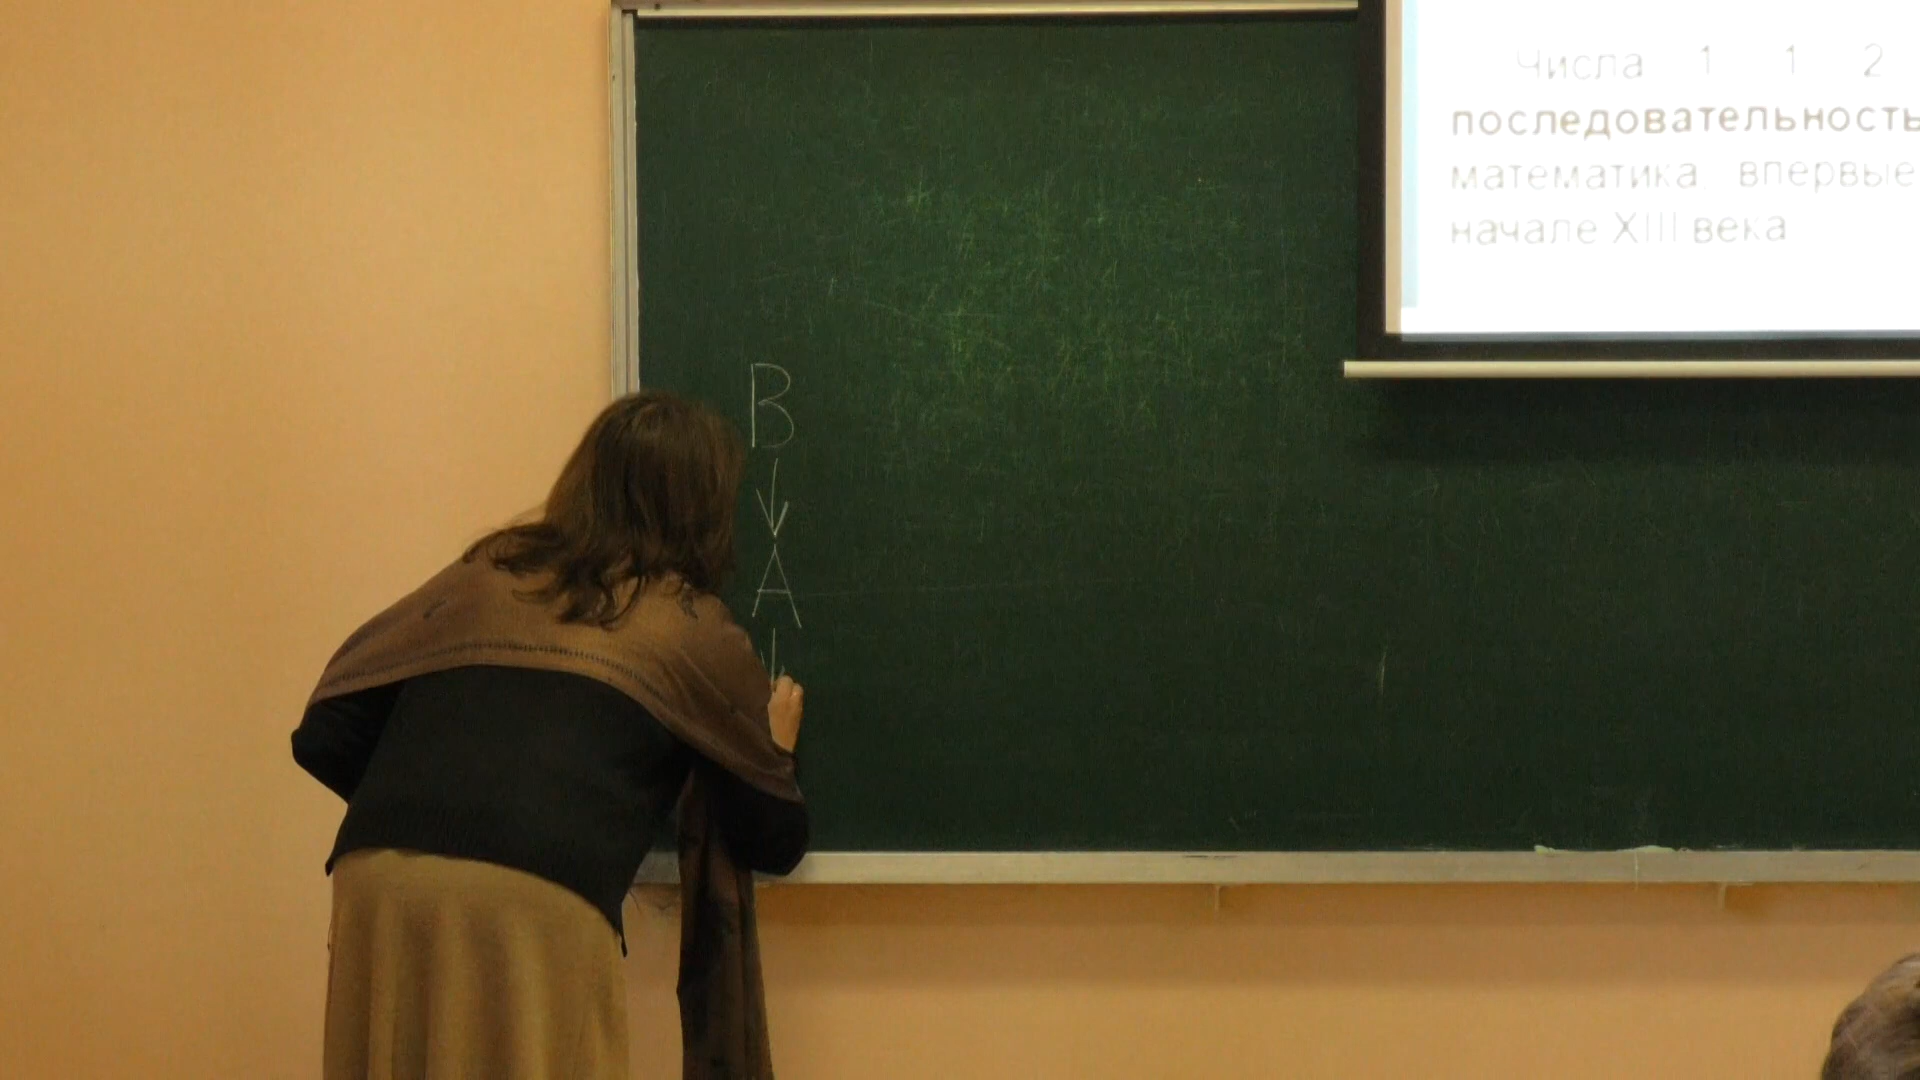 Числа 1 1 2
последовательность
математика, впервые
начале XIII века
B
A